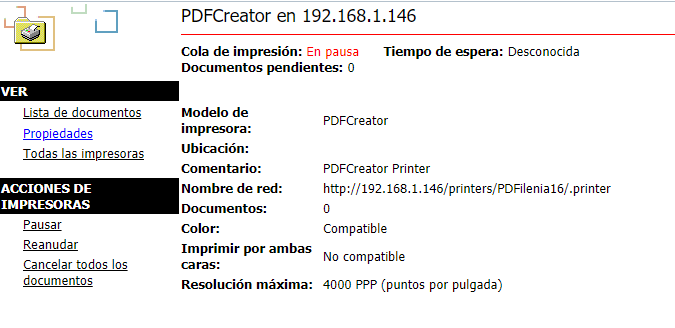 PDFCreator en 192.168.1.146
Cola de impresión: En pausa Tiempo de espera: Desconocida
Documentos pendientes: 0
VER
Lista de documentos
Propiedades
Todas las impresoras
ACCIONES DE
IMPRESORAS
Pausar
Reanudar
Cancelar todos los
documentos
Modelo de
impresora: PDFCreator
Ubicación:
Comentario: PDFCreator Printer
Nombre de red: http://192.168.1.146/printers/PDFilenia16/.printer
Documentos: 0
Color: Compatible
Imprimir por ambas
caras: No compatible
Resolución máxima: 4000 PPP (puntos por pulgada)